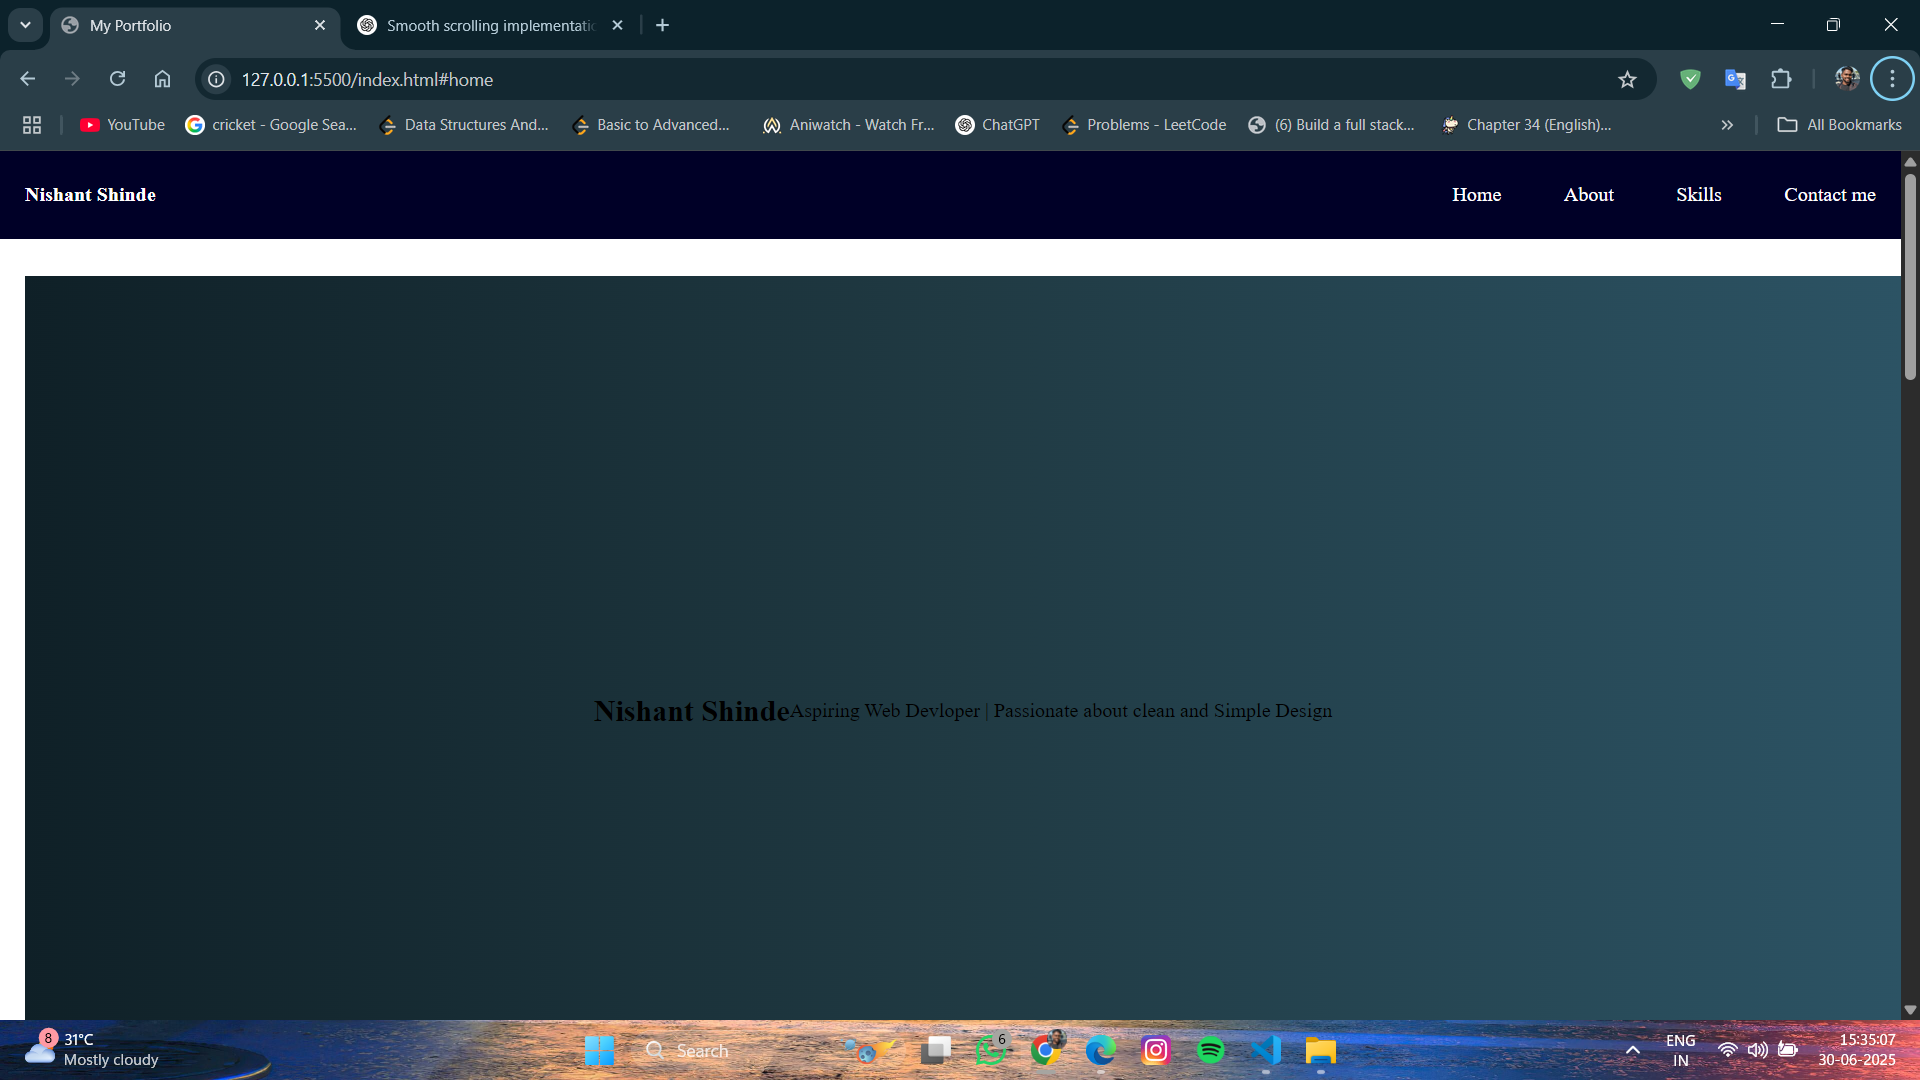 My Portfolio
Smooth scrolling implementatio
127.0.0.1:5500/index.html#home
YouTube
cricket - Google Sea...
Data Structures And...
Basic to Advanced...
Aniwatch - Watch Fr...
ChatGPT
Problems - LeetCode
(6) Build a full stack...
Chapter 34 (English)...
All Bookmarks
Nishant Shinde
Home
About
Skills
Contact me
Nishant Shinde
Aspiring Web Devloper | Passionate about clean and Simple Design
8
31°C
Mostly cloudy
Search
6
ENG
IN
15:35:07
30-06-2025